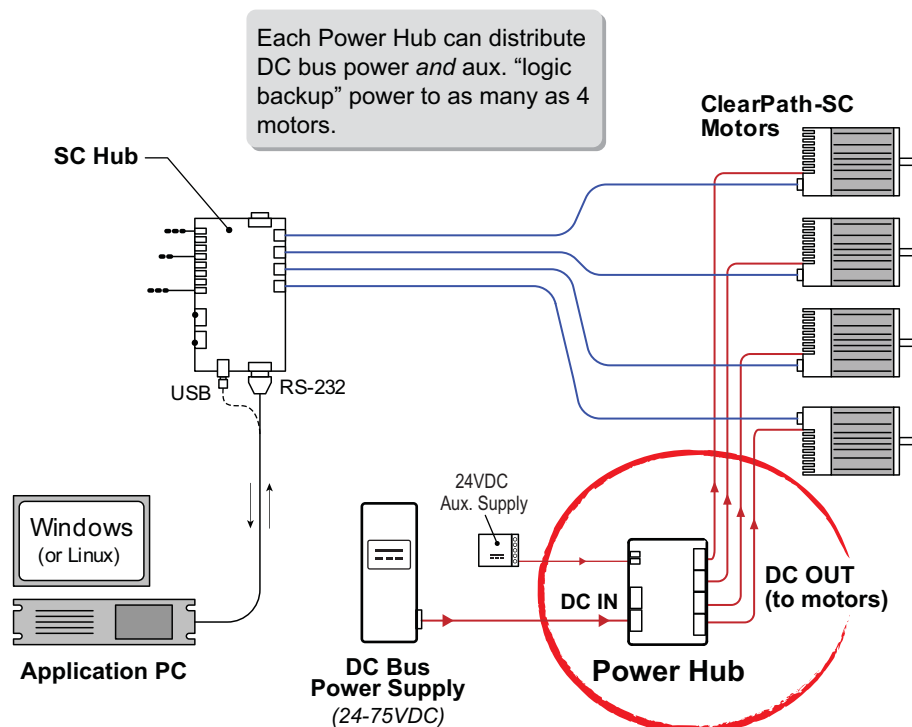 Each Power Hub can distribute
DC bus power and aux. “logic
backup” power to as many as 4
motors.
ClearPath-SC
Motors
SC Hub
USB
RS-232
Windows
(or Linux)
Application PC
24VDC
Aux. Supply
DC IN
DC OUT
(to motors)
Power Hub
DC Bus
Power Supply
(24-75VDC)